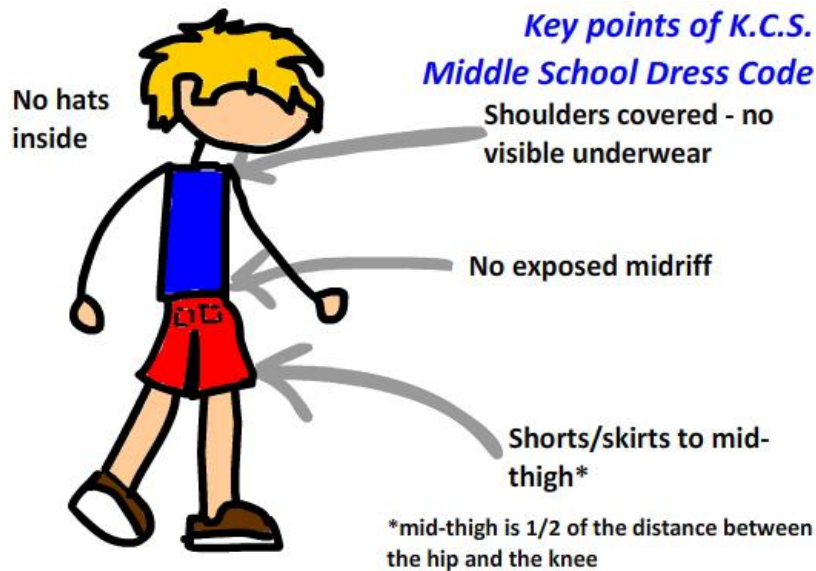 Key points of K.C.S.
Middle School Dress Code
No hats
inside
Shoulders covered - no
visible underwear
No exposed midriff
Shorts/skirts to mid-
thigh*
*mid-thigh is 1/2 of the distance between
the hip and the knee